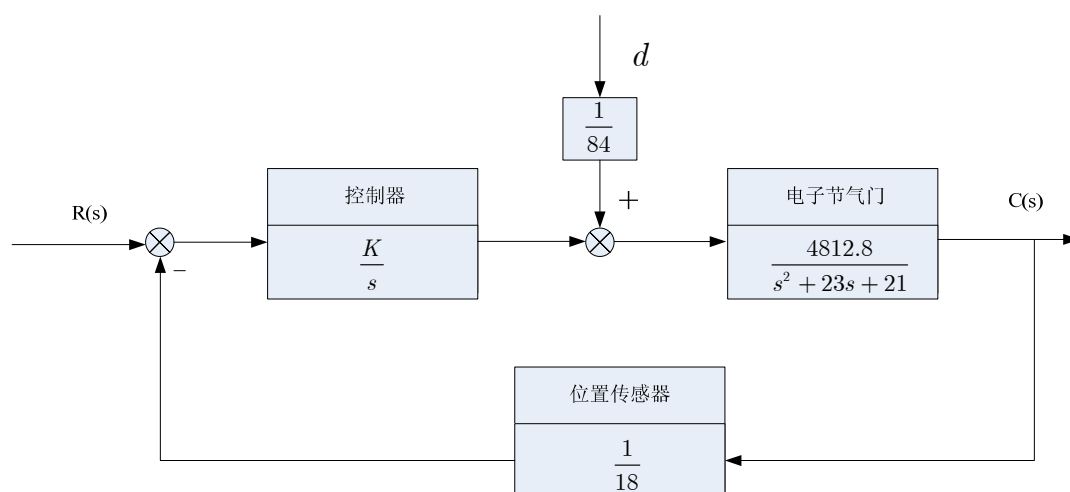 d
1/84
控制器
电子节气门
R(s)
+
C(s)
K/s
4812.8/(s² + 23s + 21)
−
位置传感器
1/18